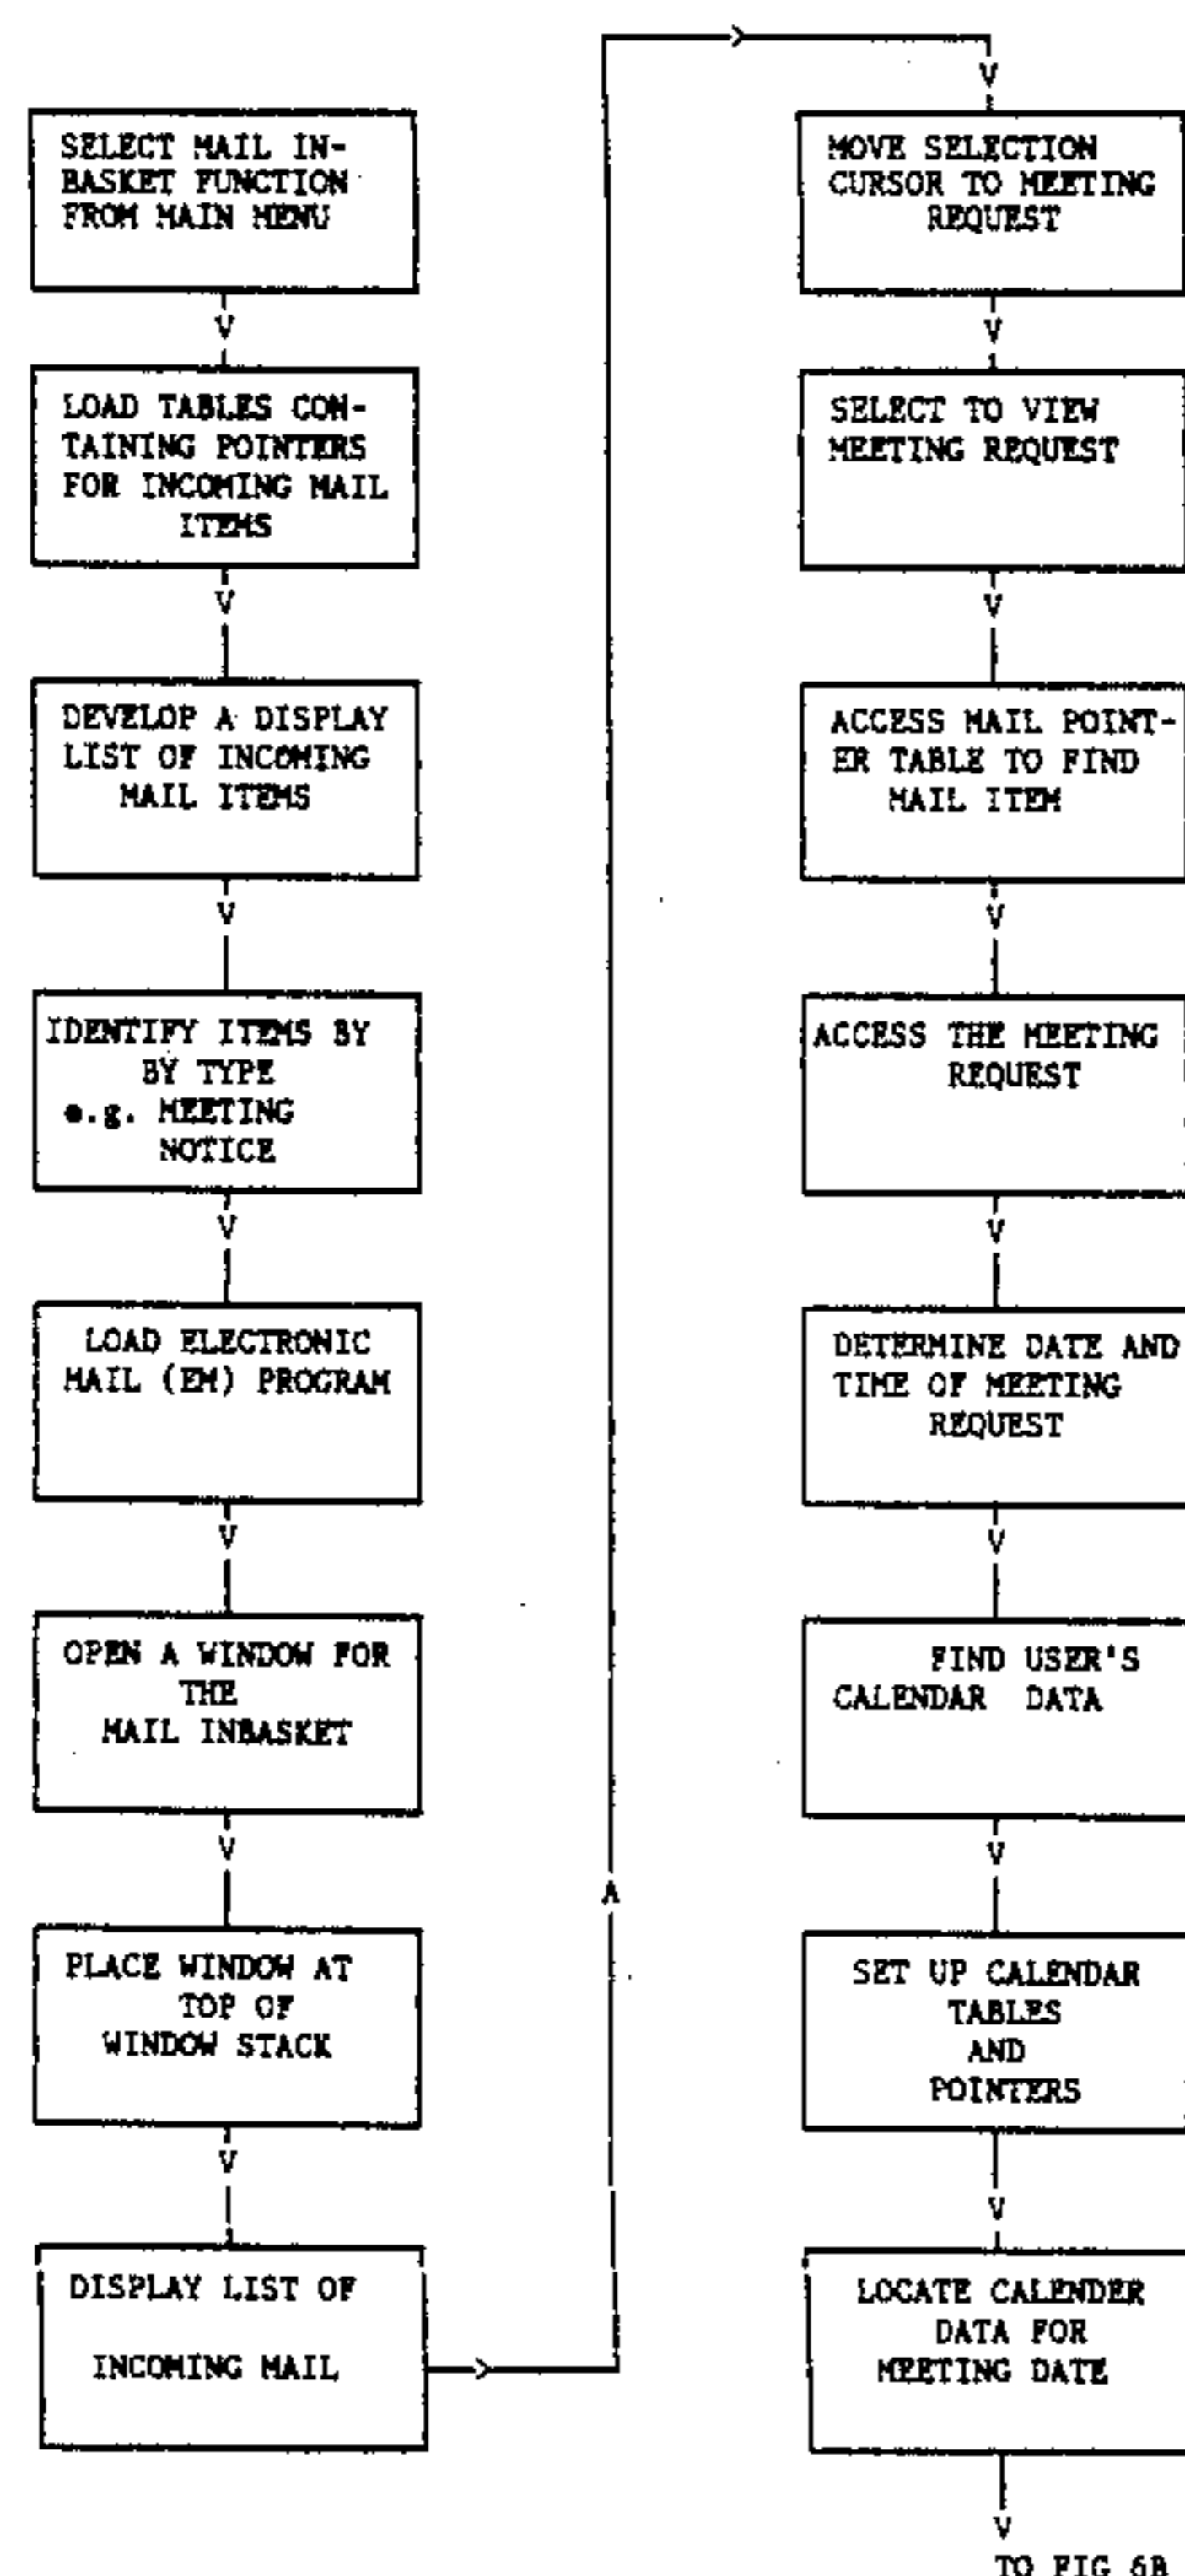 SELECT MAIL IN-
BASKET FUNCTION
FROM MAIN MENU
LOAD TABLES CON-
TAINING POINTERS
FOR INCOMING MAIL
ITEMS
DEVELOP A DISPLAY
LIST OF INCOMING
MAIL ITEMS
IDENTIFY ITEMS BY
BY TYPE
e.g. MEETING
NOTICE
LOAD ELECTRONIC
MAIL (EM) PROGRAM
OPEN A WINDOW FOR
THE
MAIL INBASKET
PLACE WINDOW AT
TOP OF
WINDOW STACK
DISPLAY LIST OF
INCOMING MAIL
MOVE SELECTION
CURSOR TO MEETING
REQUEST
SELECT TO VIEW
MEETING REQUEST
ACCESS MAIL POINT-
ER TABLE TO FIND
MAIL ITEM
ACCESS THE MEETING
REQUEST
DETERMINE DATE AND
TIME OF MEETING
REQUEST
FIND USER'S
CALENDAR DATA
SET UP CALENDAR
TABLES
AND
POINTERS
LOCATE CALENDER
DATA FOR
MEETING DATE
TO FIG 6B